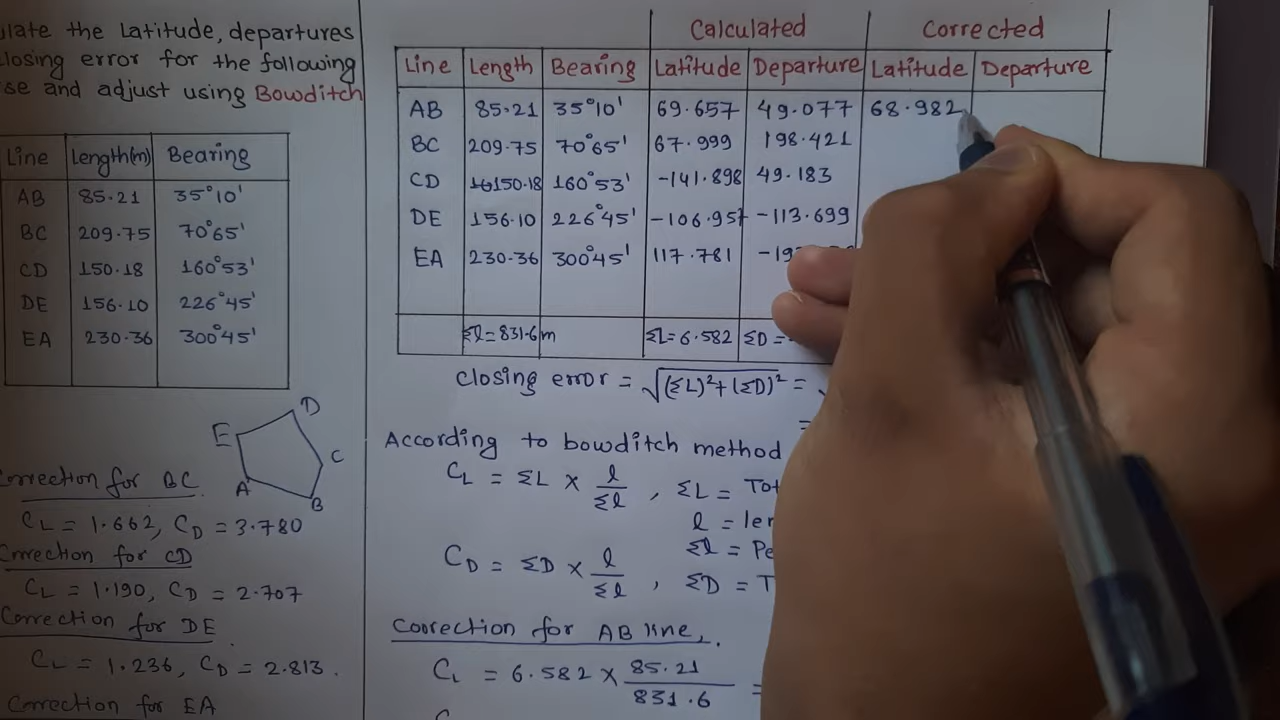 late the Latitude, departures
losing error for the following
se and adjust using Bowditch
Line Length(m) Bearing
AB 85.21 35°10'
BC 209.75 70°65'
CD 150.18 160°53'
DE 156.10 226°45'
EA 230.36 300°45'
E D C A B
Correction for BC
CL = 1.662, CD = 3.780
Correction for CD
CL = 1.190, CD = 2.707
Correction for DE
CL = 1.236, CD = 2.813.
Correction for EA
Calculated Corrected
Line Length Bearing Latitude Departure Latitude Departure
AB 85.21 35°10' 69.657 49.077 68.982
BC 209.75 70°65' 67.999 198.421
CD 150.18 160°53' -141.898 49.183
DE 156.10 226°45' -106.957 -113.699
EA 230.36 300°45' 117.781 -19
Σl=831.6m ΣL=6.582 ΣD =-
Closing error = √(ΣL)²+(ΣD)² =
=
According to bowditch method
CL = ΣL × l/Σl , ΣL = Tot
l = len
Σl = Pe
CD = ΣD × l/Σl , ΣD = T
Correction for AB line,
CL = 6.582 × 85.21/831.6 =